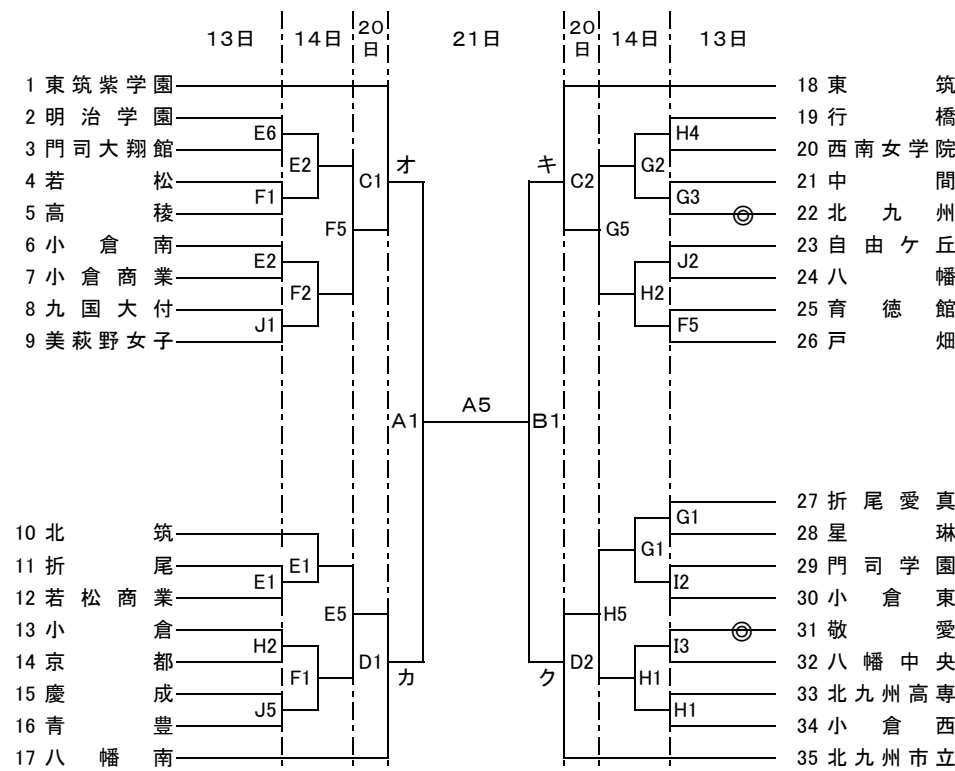 13日 14日 20日 21日 20日 14日 13日
1 東筑紫学園
2 明治学園
E6
3 門司大翔館
E2
4 若松
F1
5 高稜
C1
オ
F5
6 小倉南
E2
7 小倉商業
F2
8 九国大付
J1
9 美萩野女子
A1
A5
B1
10 北筑
11 折尾
E1
E1
12 若松商業
E5
13 小倉
H2
14 京都
F1
D1
カ
15 慶成
J5
16 青豊
17 八幡南
18 東筑
19 行橋
H4
20 西南女学院
G2
21 中間
G3
22 北九州
◎
キ
C2
G5
23 自由ケ丘
J2
24 八幡
H2
25 育徳館
F5
26 戸畑
27 折尾愛真
G1
28 星琳
G1
29 門司学園
I2
30 小倉東
H5
31 敬愛
◎
I3
32 八幡中央
H1
ク
D2
33 北九州高専
H1
34 小倉西
35 北九州市立